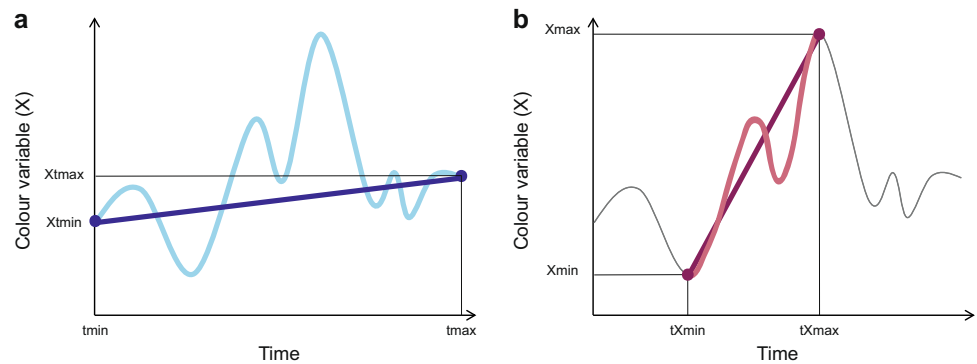 a
Colour variable (X)
Xtmax
Xtmin
tmin
tmax
Time
b
Colour variable (X)
Xmax
Xmin
tXmin
tXmax
Time